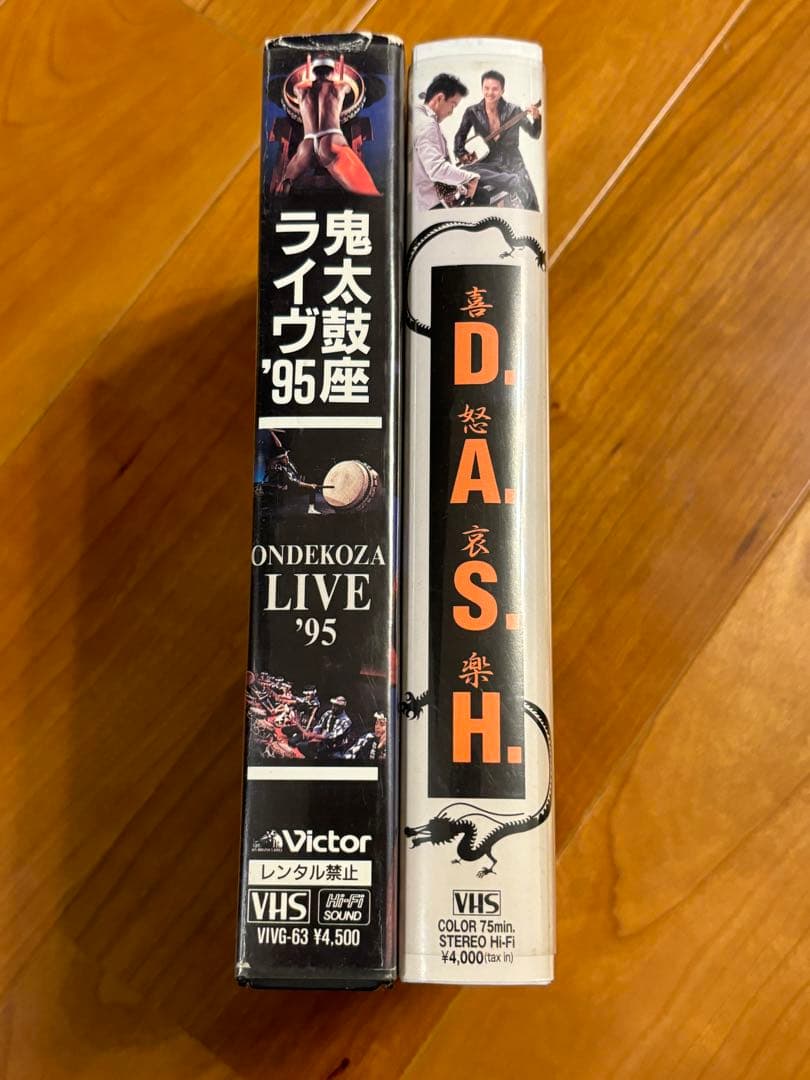 鬼太鼓座
ライヴ'95
ONDEKOZA
LIVE
'95
Victor
レンタル禁止
VHS
Hi-Fi
SOUND
VIVG-63 ¥4,500
喜
D.
怒
A.
哀
S.
楽
H.
VHS
COLOR 75min.
STEREO Hi-Fi
¥4,000(tax in)